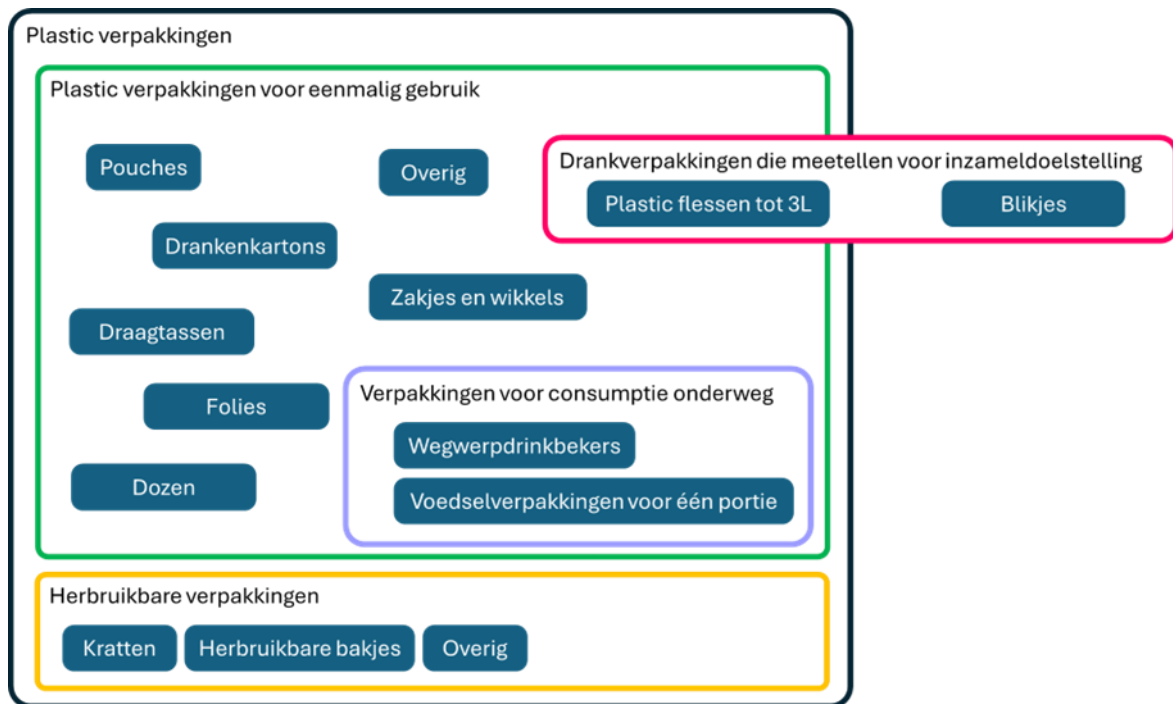 Plastic verpakkingen
Plastic verpakkingen voor eenmalig gebruik
Pouches
Overig
Drankverpakkingen die meetellen voor inzameldoelstelling
Plastic flessen tot 3L
Blikjes
Drankenkartons
Zakjes en wikkels
Draagtassen
Folies
Verpakkingen voor consumptie onderweg
Wegwerpdrinkbekers
Voedselverpakkingen voor één portie
Dozen
Herbruikbare verpakkingen
Kratten
Herbruikbare bakjes
Overig